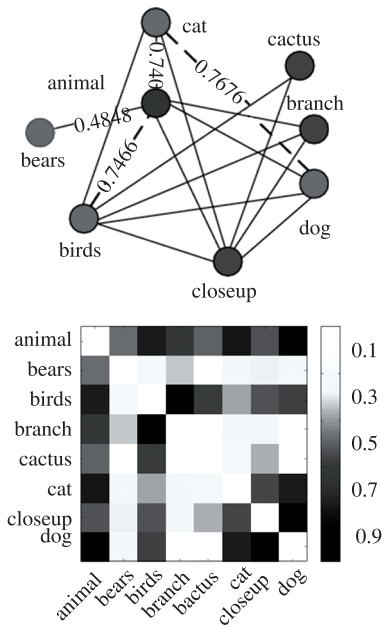 cat
cactus
0.740
0.7676
animal
branch
0.4848
0.7466
bears
dog
birds
closeup
animal
bears
birds
branch
cactus
cat
closeup
dog
0.1
0.3
0.5
0.7
0.9
animal
bears
birds
branch
bactus
cat
closeup
dog